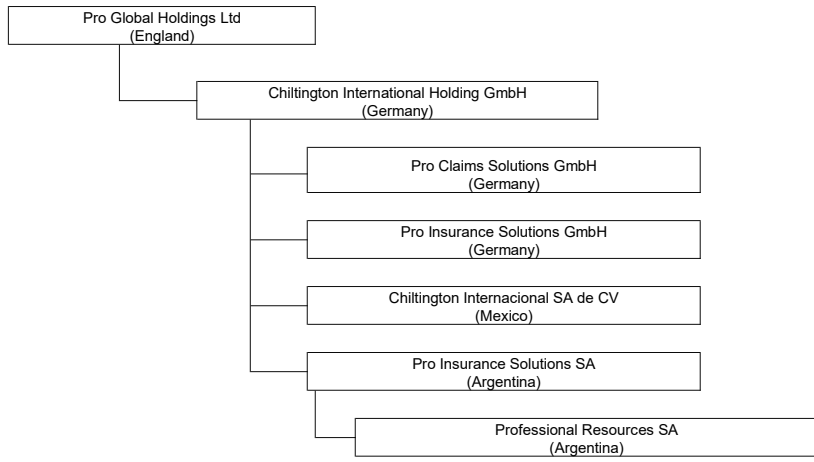 Pro Global Holdings Ltd
(England)
Chiltington International Holding GmbH
(Germany)
Pro Claims Solutions GmbH
(Germany)
Pro Insurance Solutions GmbH
(Germany)
Chiltington Internacional SA de CV
(Mexico)
Pro Insurance Solutions SA
(Argentina)
Professional Resources SA
(Argentina)